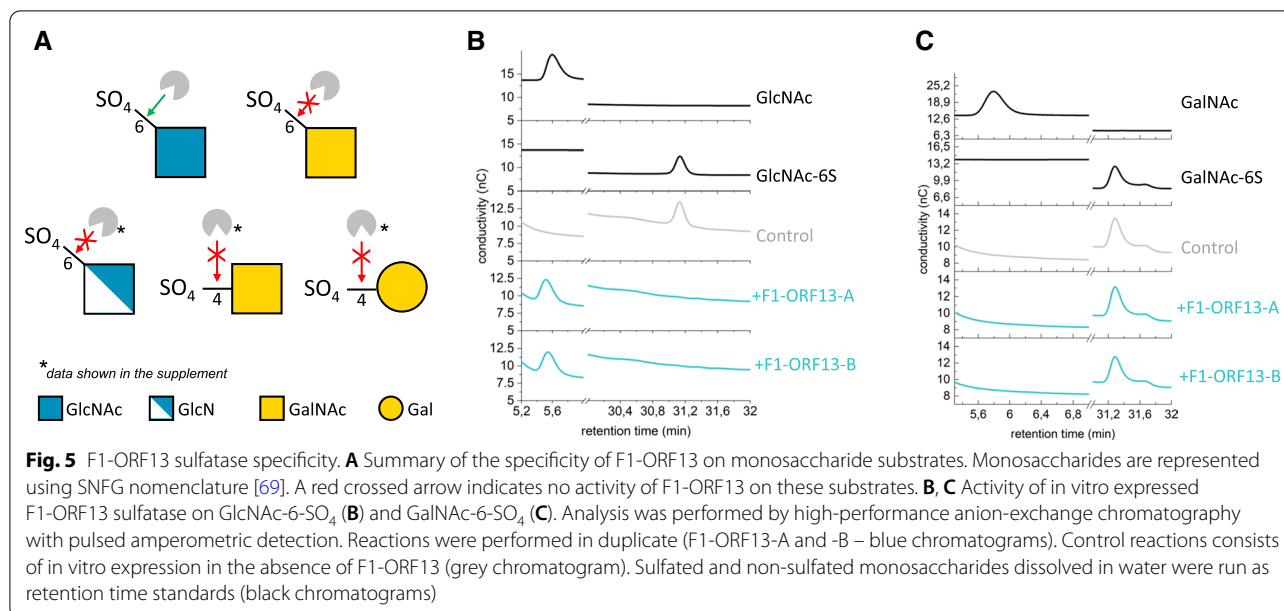 A
SO4
6
SO4
6
SO4
6
*
SO4
4
*
SO4
4
*
*data shown in the supplement
GlcNAc
GlcN
GalNAc
Gal
B
conductivity (nC)
15
10
5
GlcNAc
15
10
5
GlcNAc-6S
12,5
10
7,5
5
Control
12,5
10
7,5
5
+F1-ORF13-A
12,5
10
7,5
5
+F1-ORF13-B
5,2 5,6 30,4 30,8 31,2 31,6 32
retention time (min)
C
conductivity (nC)
25,2
18,9
12,6
6,3
GalNAc
16,5
13,2
9,9
6,6
GalNAc-6S
14
12
10
8
Control
14
12
10
8
+F1-ORF13-A
14
12
10
8
+F1-ORF13-B
5,6 6 6,4 6,8 31,2 31,6 32
retention time (min)
Fig. 5 F1-ORF13 sulfatase specificity. A Summary of the specificity of F1-ORF13 on monosaccharide substrates. Monosaccharides are represented
using SNFG nomenclature [69]. A red crossed arrow indicates no activity of F1-ORF13 on these substrates. B, C Activity of in vitro expressed
F1-ORF13 sulfatase on GlcNAc-6-SO4 (B) and GalNAc-6-SO4 (C). Analysis was performed by high-performance anion-exchange chromatography
with pulsed amperometric detection. Reactions were performed in duplicate (F1-ORF13-A and -B – blue chromatograms). Control reactions consists
of in vitro expression in the absence of F1-ORF13 (grey chromatogram). Sulfated and non-sulfated monosaccharides dissolved in water were run as
retention time standards (black chromatograms)